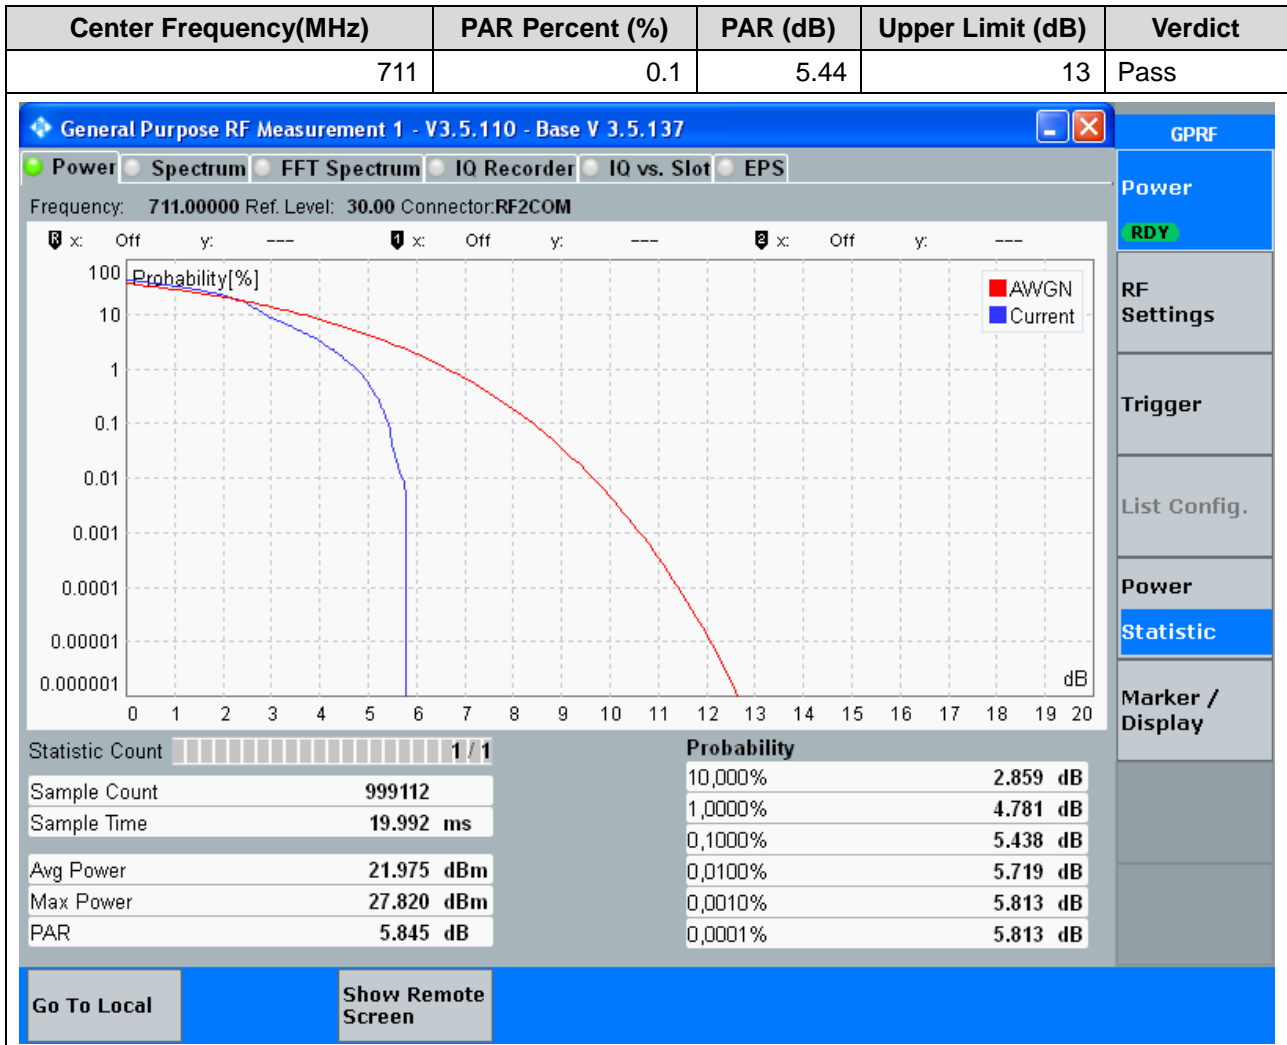 Center Frequency(MHz) PAR Percent (%) PAR (dB) Upper Limit (dB) Verdict
711 0.1 5.44 13 Pass
General Purpose RF Measurement 1 - V3.5.110 - Base V 3.5.137
GPRF
Power Spectrum FFT Spectrum IQ Recorder IQ vs. Slot EPS
Power
RDY
Frequency: 711.00000 Ref. Level: 30.00 Connector:RF2COM
R x: Off y: --- 1 x: Off y: --- 2 x: Off y: ---
Probability[%]
AWGN
Current
100
10
1
0.1
0.01
0.001
0.0001
0.00001
0.000001
dB
0 1 2 3 4 5 6 7 8 9 10 11 12 13 14 15 16 17 18 19 20
RF
Settings
Trigger
List Config.
Power
Statistic
Marker /
Display
Statistic Count 1 / 1
Sample Count 999112
Sample Time 19.992 ms
Avg Power 21.975 dBm
Max Power 27.820 dBm
PAR 5.845 dB
Probability
10,000% 2.859 dB
1,0000% 4.781 dB
0,1000% 5.438 dB
0,0100% 5.719 dB
0,0010% 5.813 dB
0,0001% 5.813 dB
Go To Local
Show Remote
Screen